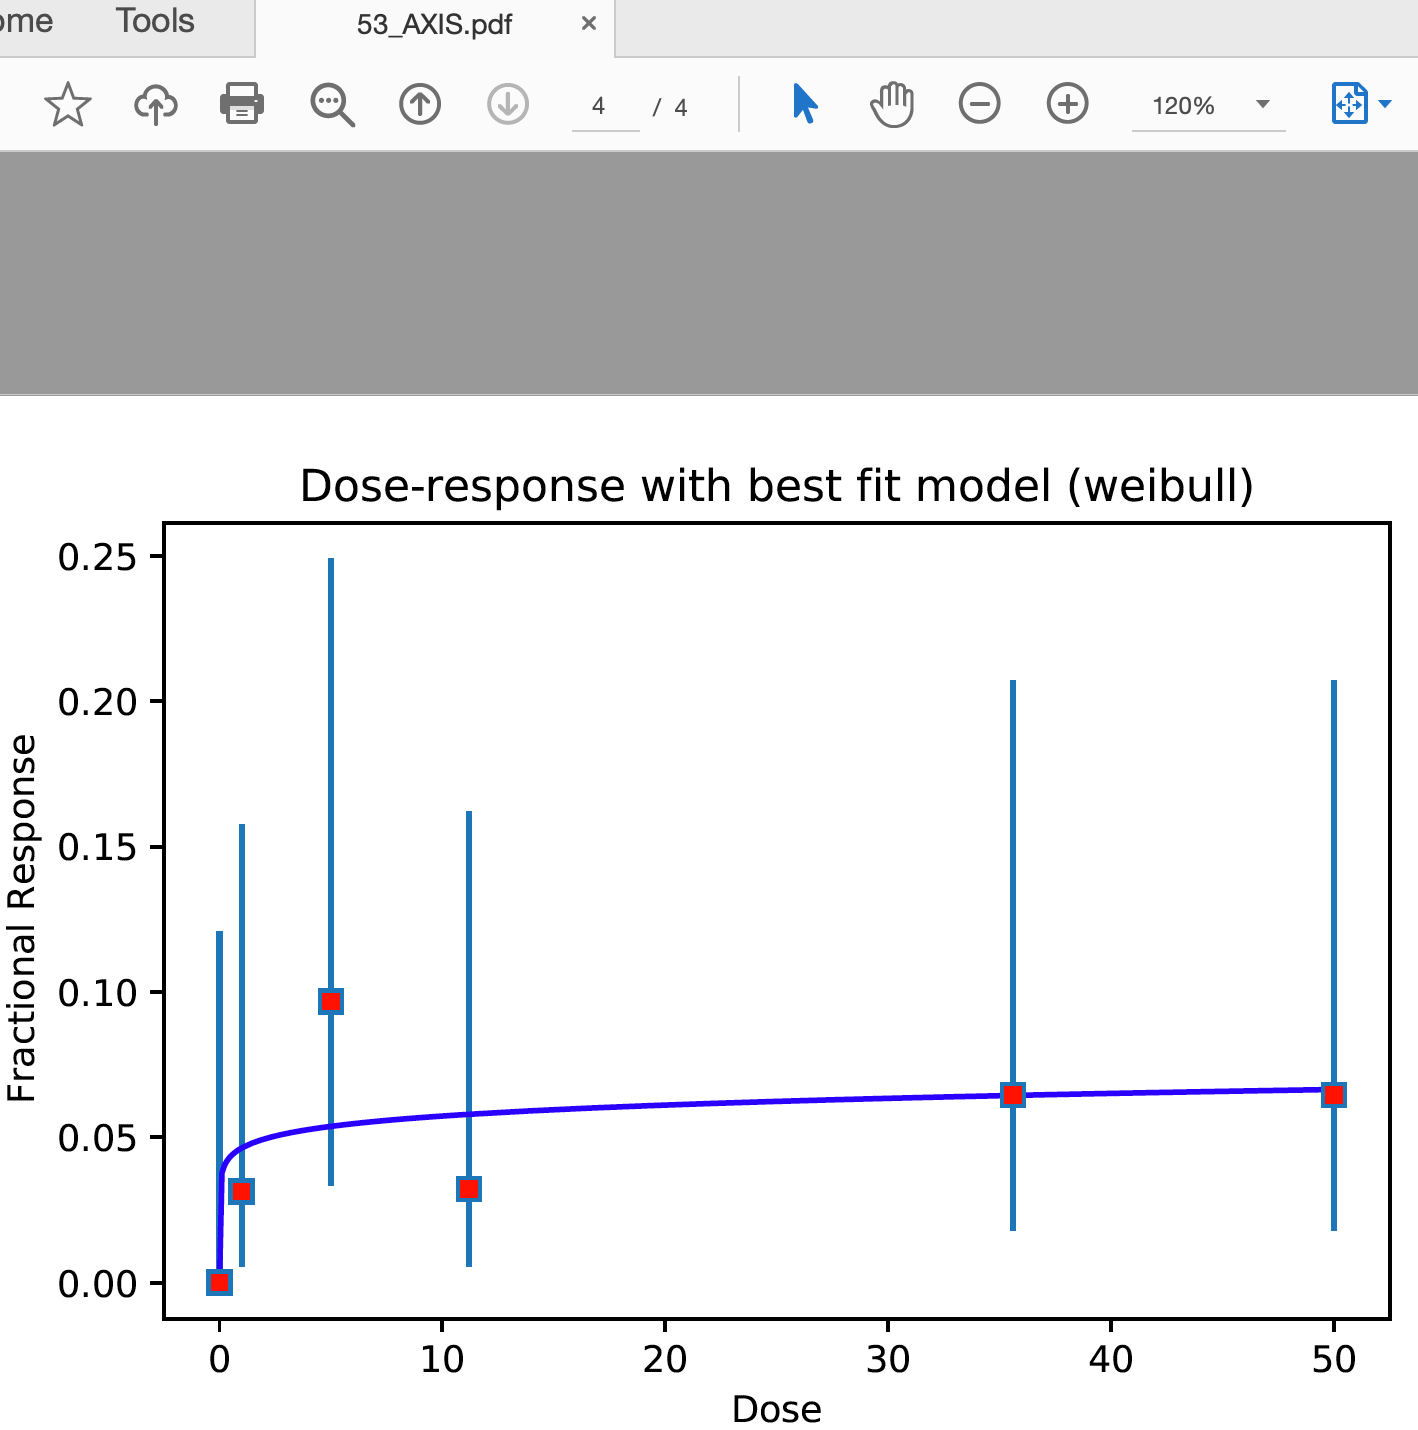 ome Tools 53_AXIS.pdf ×
4 / 4 120%
Dose-response with best fit model (weibull)
0.25
0.20
0.15
0.10
0.05
0.00
Fractional Response
0 10 20 30 40 50
Dose